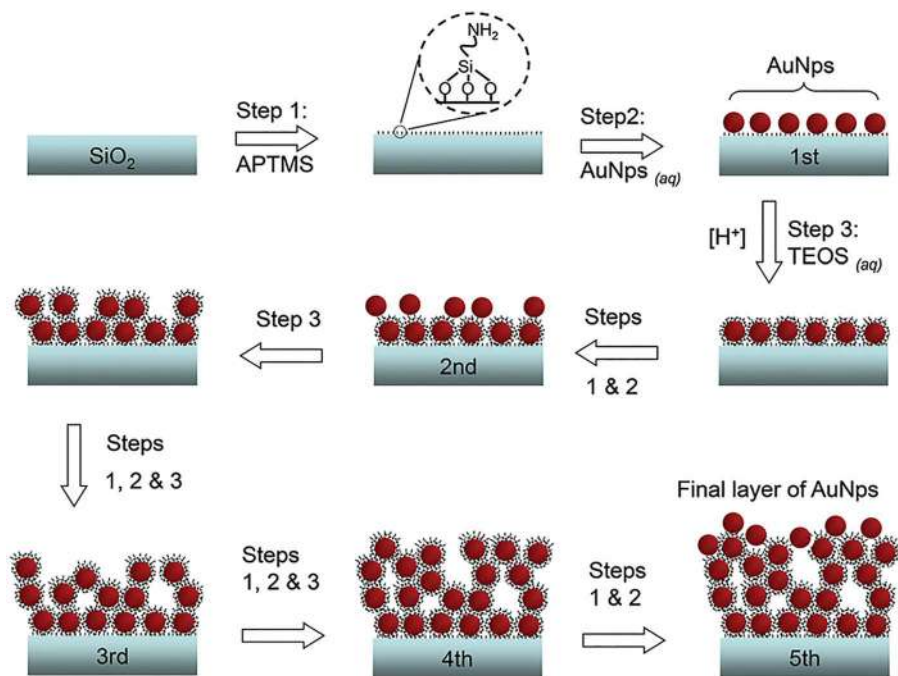 NH₂
Si
O O O
Step 1:
APTMS
SiO₂
Step2:
AuNps (aq)
AuNps
1st
[H⁺]
Step 3:
TEOS (aq)
Steps
1 & 2
2nd
Step 3
Steps
1, 2 & 3
3rd
Steps
1, 2 & 3
4th
Steps
1 & 2
Final layer of AuNps
5th